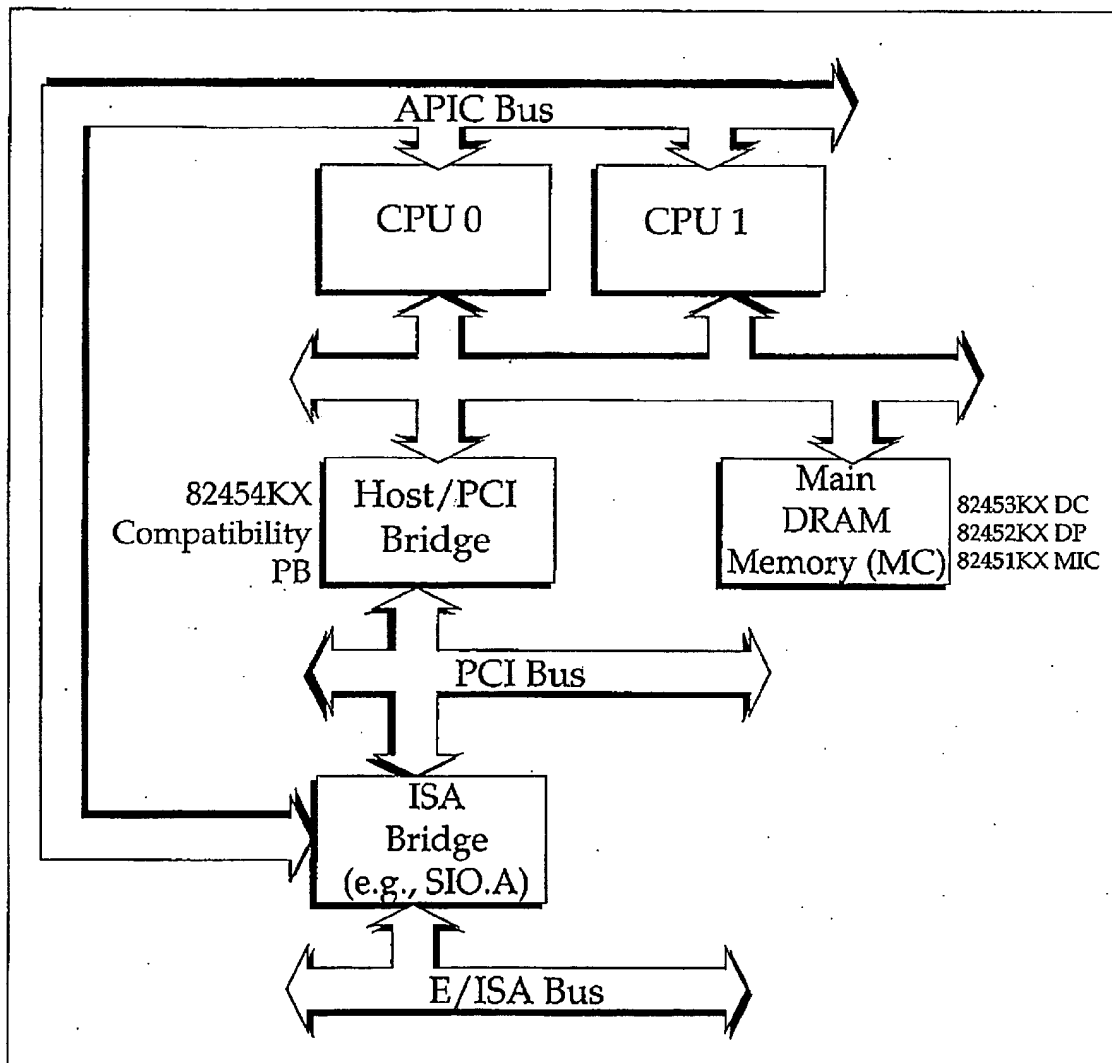 APIC Bus
CPU 0
CPU 1
82454KX
Compatibility
PB
Host/PCI
Bridge
Main
DRAM
Memory (MC)
82453KX DC
82452KX DP
82451KX MIC
PCI Bus
ISA
Bridge
(e.g., SIO.A)
E/ISA Bus